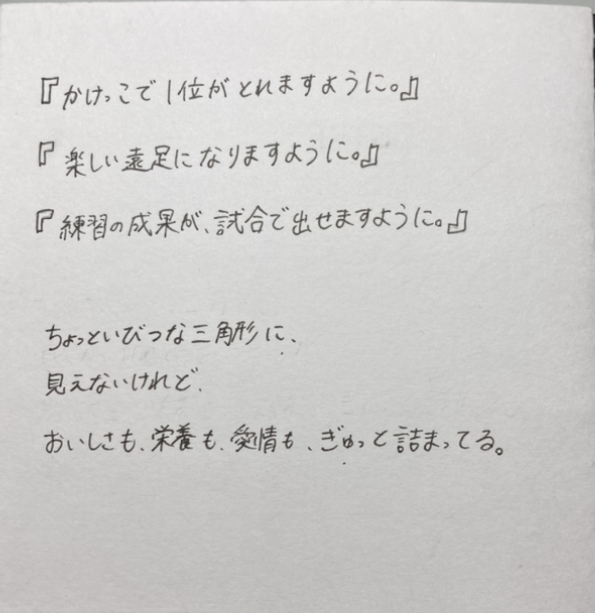 『かけっこで1位がとれますように。』
『楽しい遠足になりますように。』
『練習の成果が、試合で出せますように。』
ちょっといびつな三角形に、
見えないけれど、
おいしさも、栄養も、愛情も、ぎゅっと詰まってる。